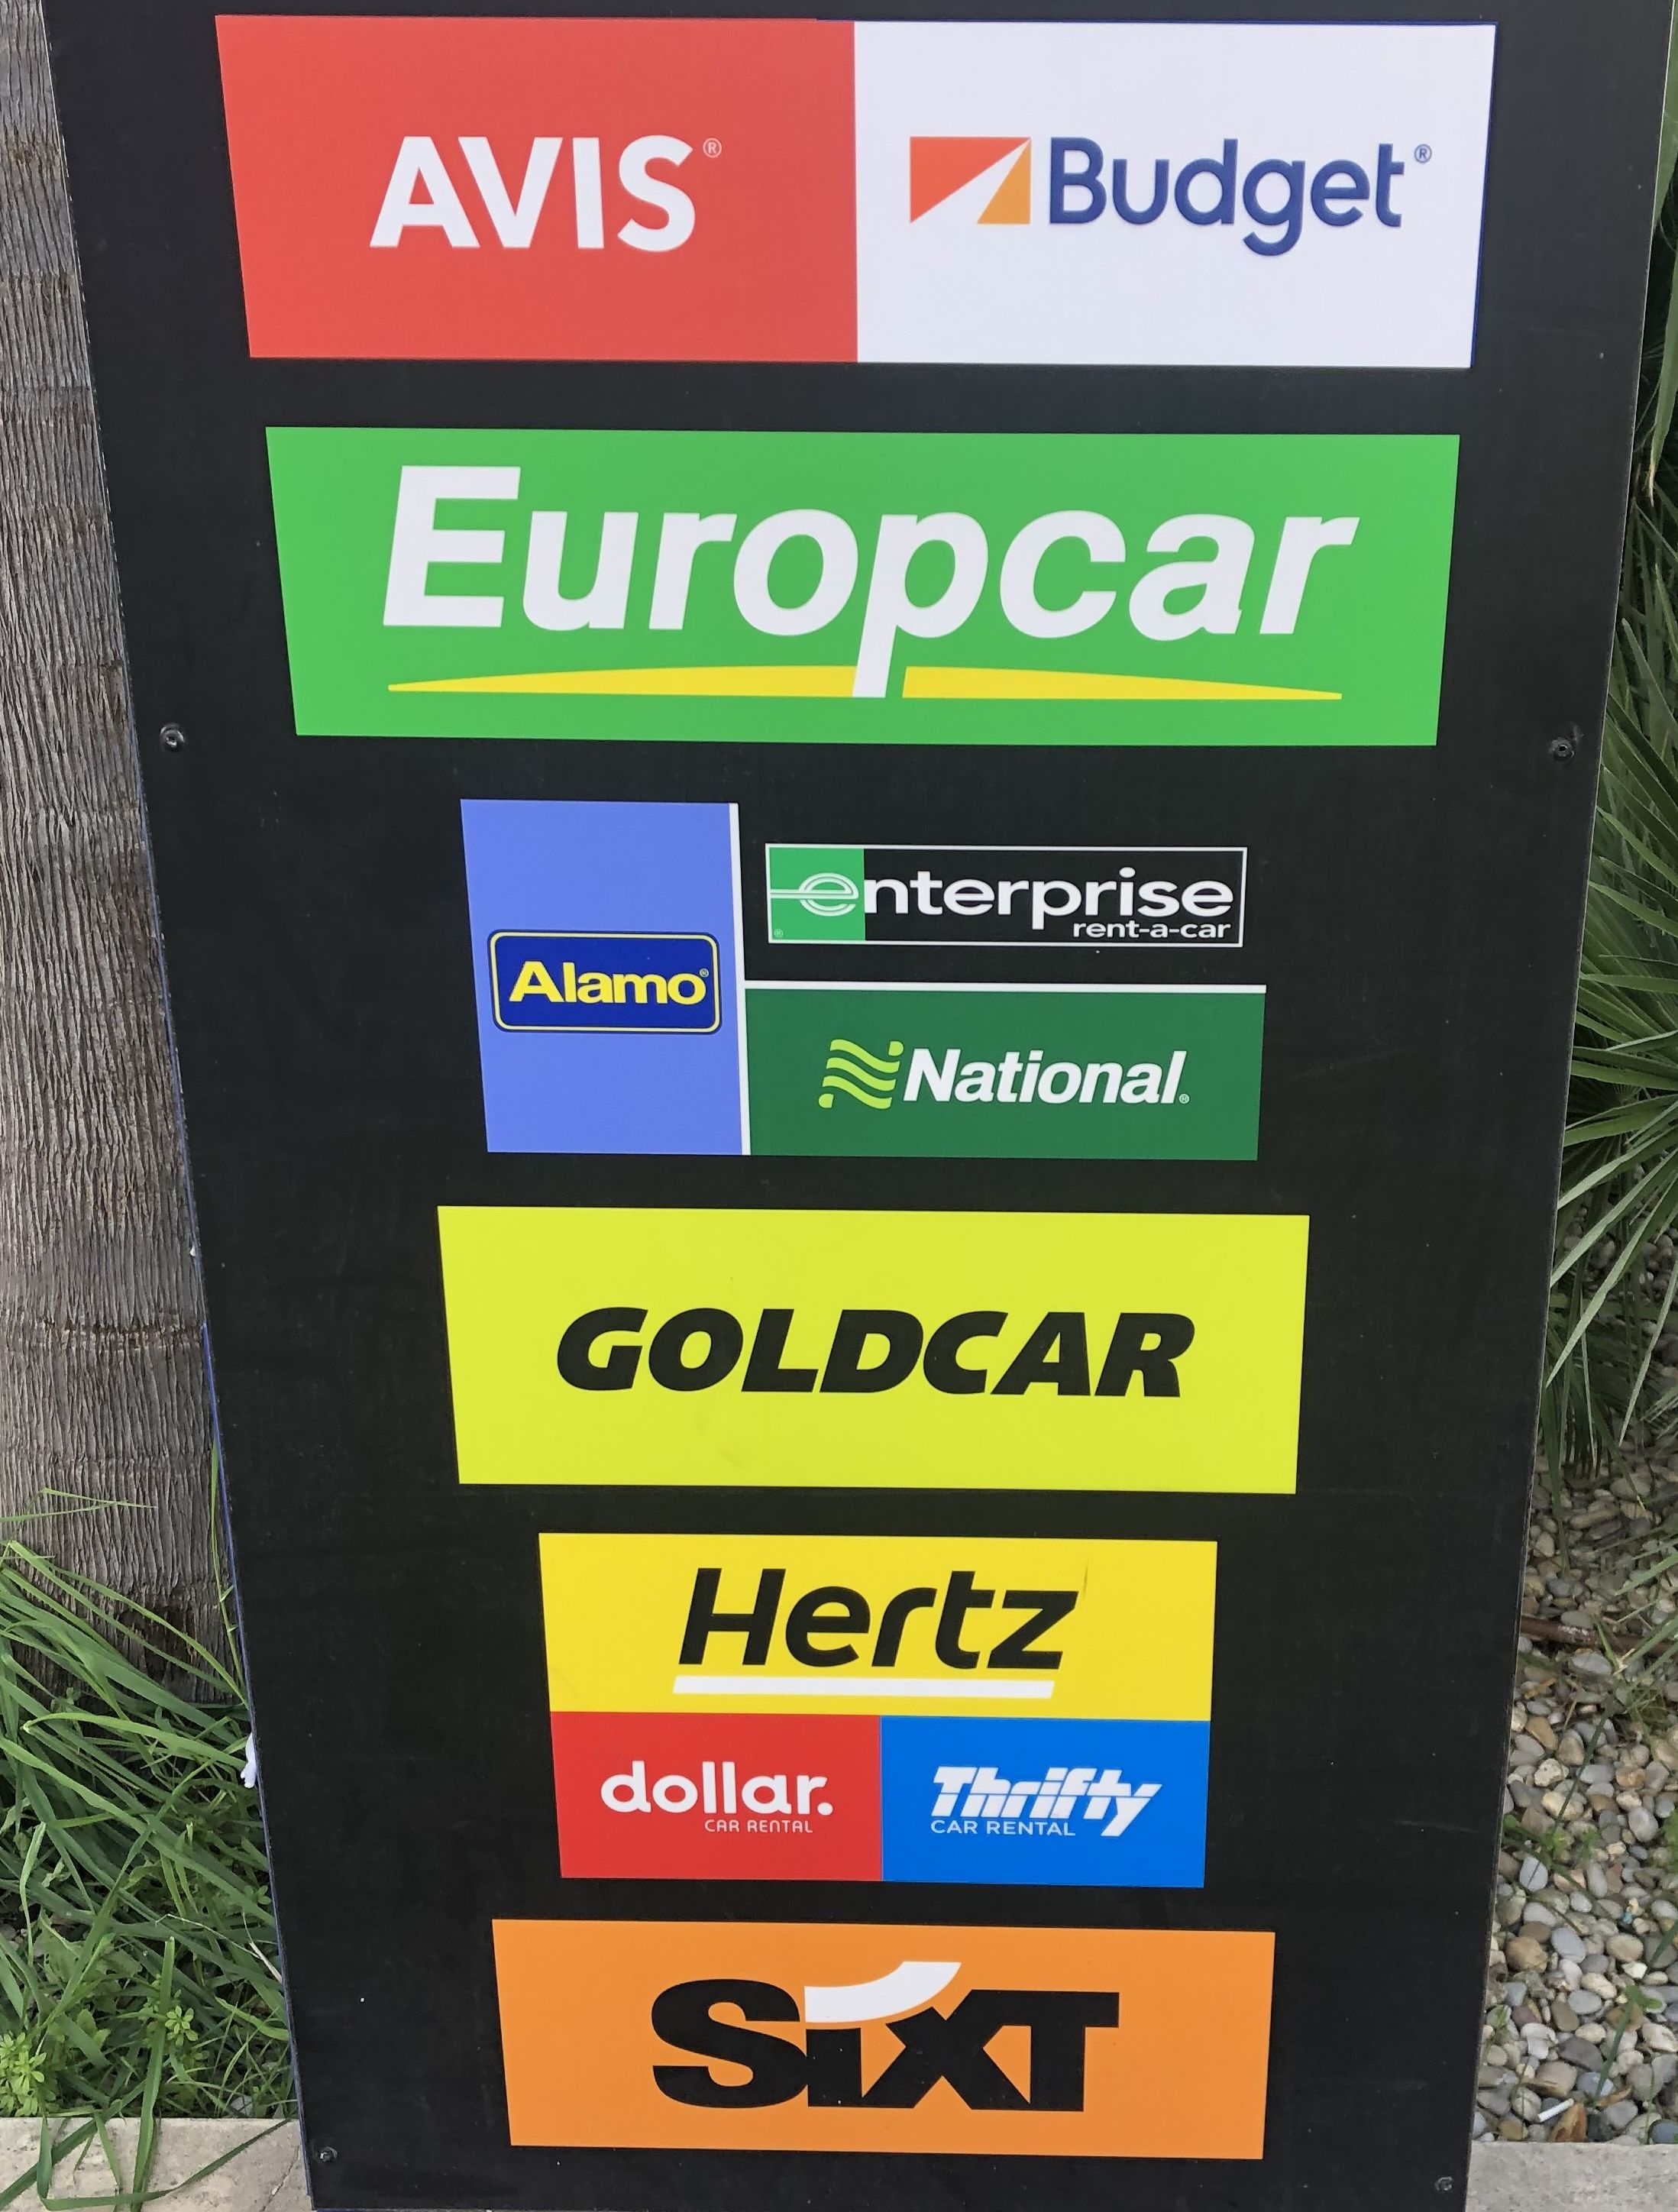 AVIS®
Budget®
Europcar
Alamo®
enterprise®
rent-a-car
National®
GOLDCAR
Hertz
dollar.
CAR RENTAL
Thrifty
CAR RENTAL
SiXT